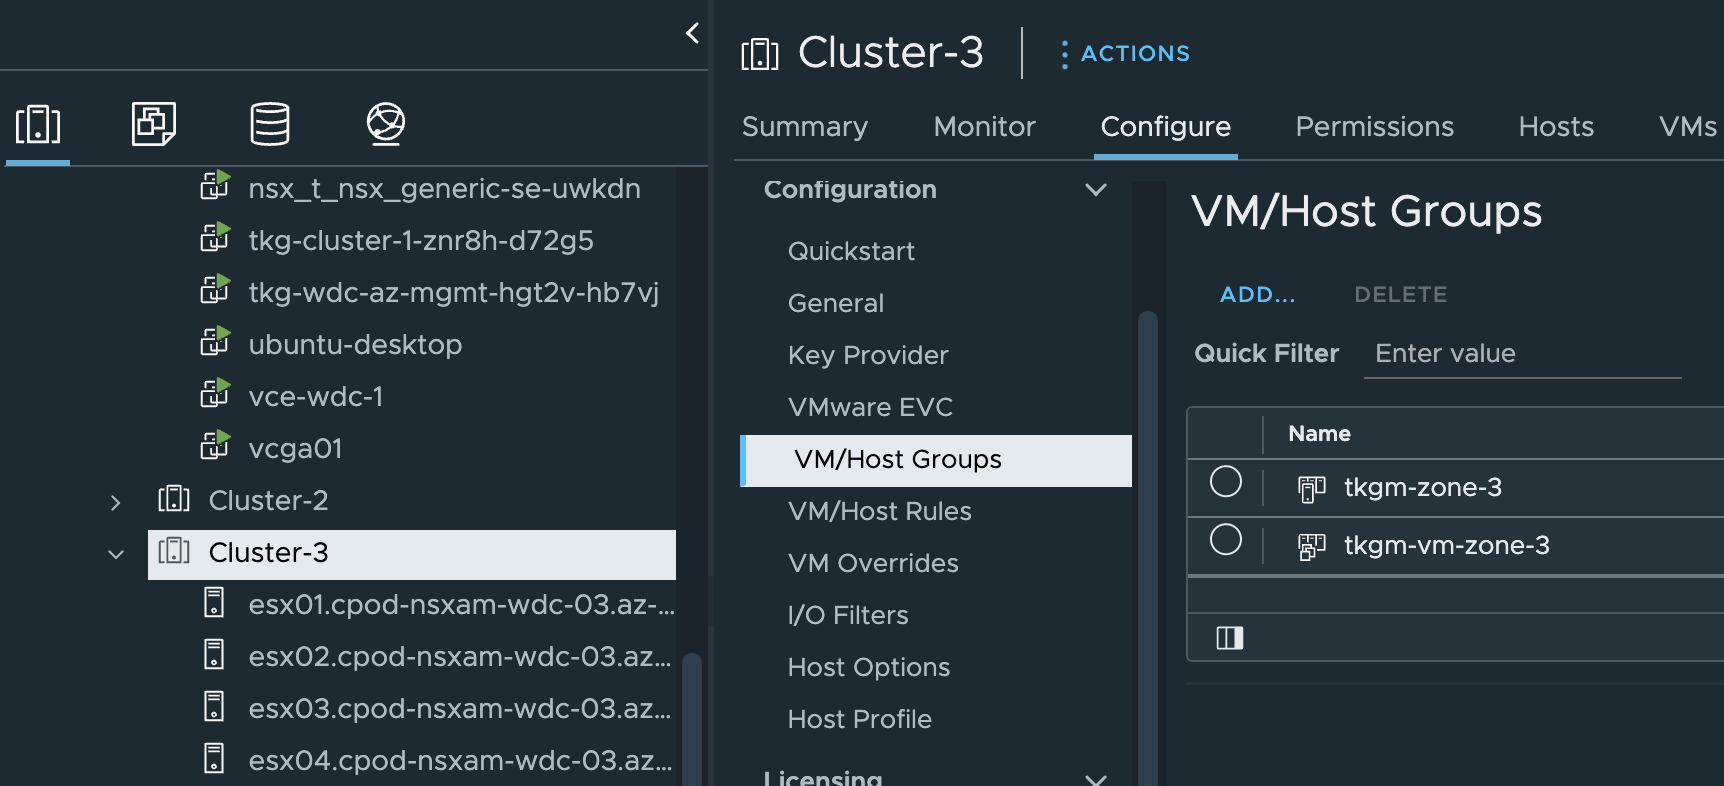 nsx_t_nsx_generic-se-uwkdn
tkg-cluster-1-znr8h-d72g5
tkg-wdc-az-mgmt-hgt2v-hb7vj
ubuntu-desktop
vce-wdc-1
vcga01
Cluster-2
Cluster-3
esx01.cpod-nsxam-wdc-03.az-...
esx02.cpod-nsxam-wdc-03.az...
esx03.cpod-nsxam-wdc-03.az...
esx04.cpod-nsxam-wdc-03.az...
Cluster-3
ACTIONS
Summary Monitor Configure Permissions Hosts VMs
Configuration
Quickstart
General
Key Provider
VMware EVC
VM/Host Groups
VM/Host Rules
VM Overrides
I/O Filters
Host Options
Host Profile
Licensing
VM/Host Groups
ADD... DELETE
Quick Filter Enter value
Name
tkgm-zone-3
tkgm-vm-zone-3